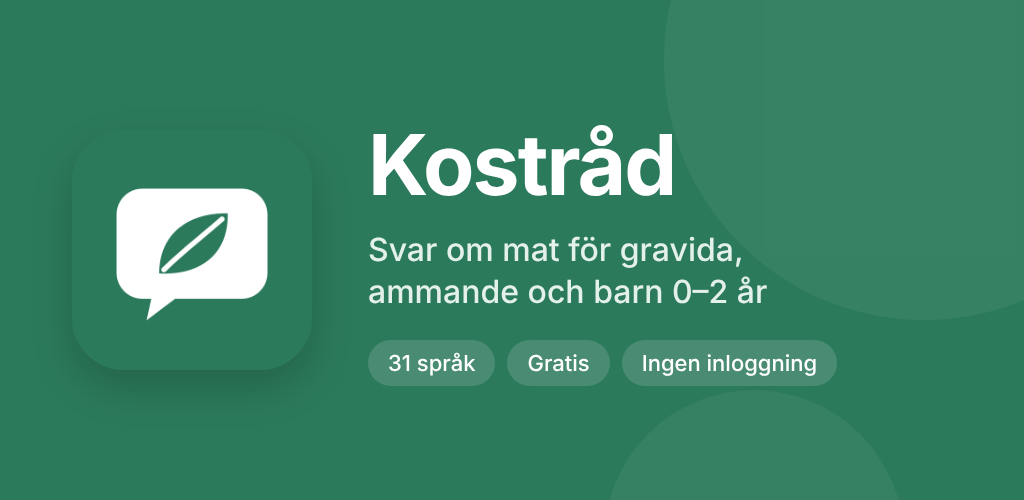 Kostråd
Svar om mat för gravida,
ammande och barn 0–2 år
31 språk
Gratis
Ingen inloggning